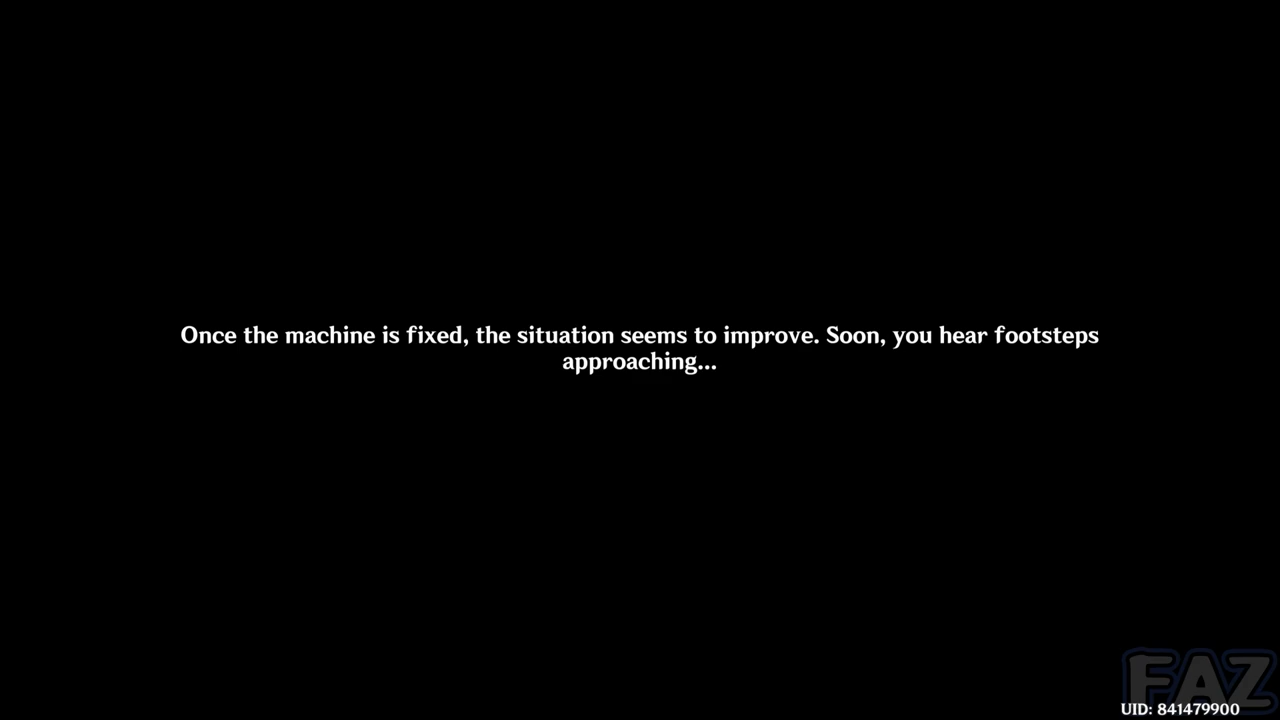 Once the machine is fixed, the situation seems to improve. Soon, you hear footsteps
approaching...
FAZ
UID: 841479900